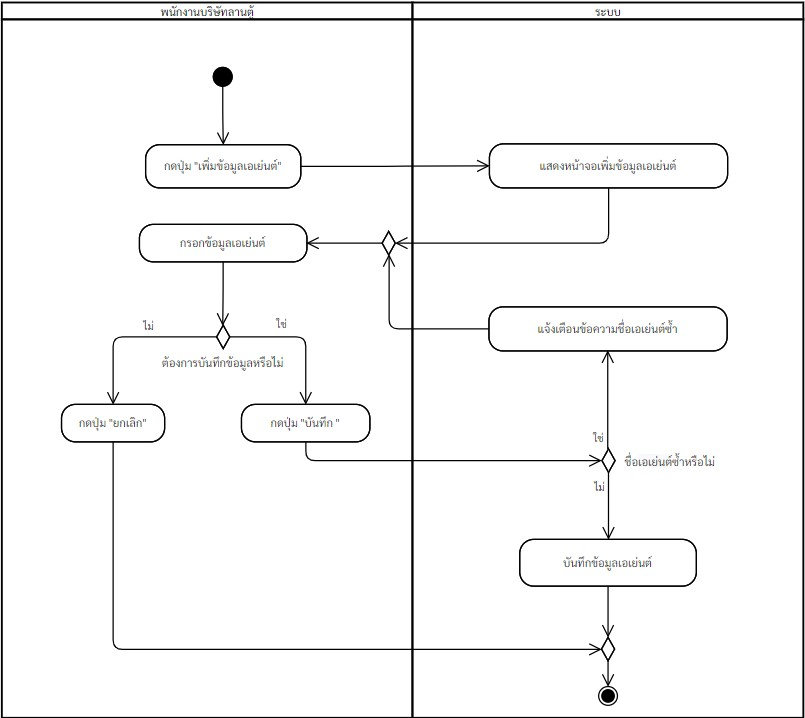 พนักงานบริษัทลานตู้
ระบบ
กดปุ่ม "เพิ่มข้อมูลเอเย่นต์"
แสดงหน้าจอเพิ่มข้อมูลเอเย่นต์
กรอกข้อมูลเอเย่นต์
แจ้งเตือนข้อความชื่อเอเย่นต์ซ้ำ
ไม่
ใช่
ต้องการบันทึกข้อมูลหรือไม่
กดปุ่ม "ยกเลิก"
กดปุ่ม "บันทึก "
ใช่
ชื่อเอเย่นต์ซ้ำหรือไม่
ไม่
บันทึกข้อมูลเอเย่นต์